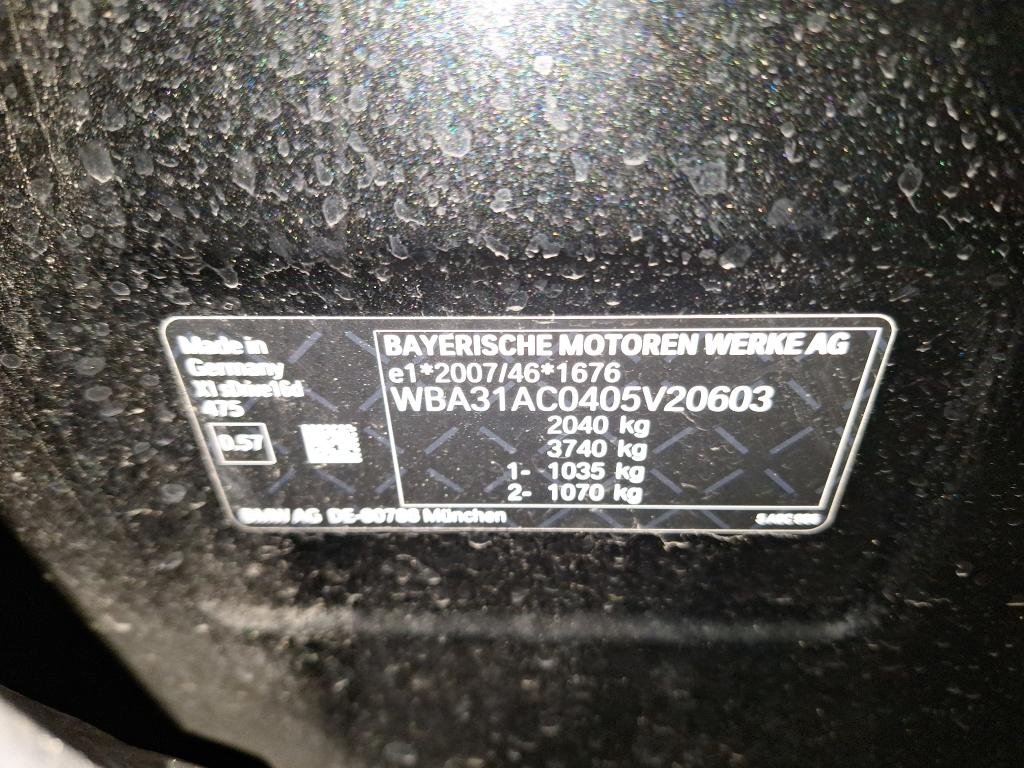 Made in
Germany
X1 sDrive16d
475
0.57
BAYERISCHE MOTOREN WERKE AG
e1*2007/46*1676
WBA31AC0405V20603
2040 kg
3740 kg
1- 1035 kg
2- 1070 kg
BMW AG DE-80788 München